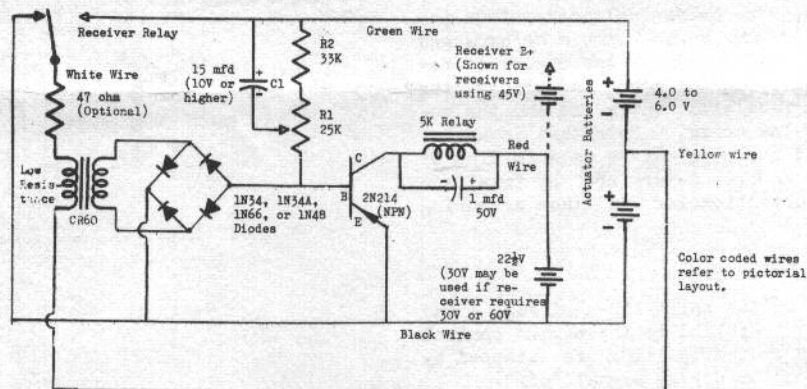 Receiver Relay
Green Wire
White Wire
47 ohm
(Optional)
15 mfd
(10V or
higher)
+
-
C1
R2
33K
R1
25K
Receiver B+
(Shown for
receivers
using 45V)
+
-
4.0 to
6.0 V
5K Relay
Red
Wire
Actuator Batteries
Yellow wire
Low
Resis
tance
CR60
1N34, 1N34A,
1N66, or 1N48
Diodes
C
B
E
2N214
(NPN)
-
+
1 mfd
50V
+
-
22½V
(30V may be
used if re-
ceiver requires
30V or 60V
Color coded wires
refer to pictorial
layout.
Black Wire